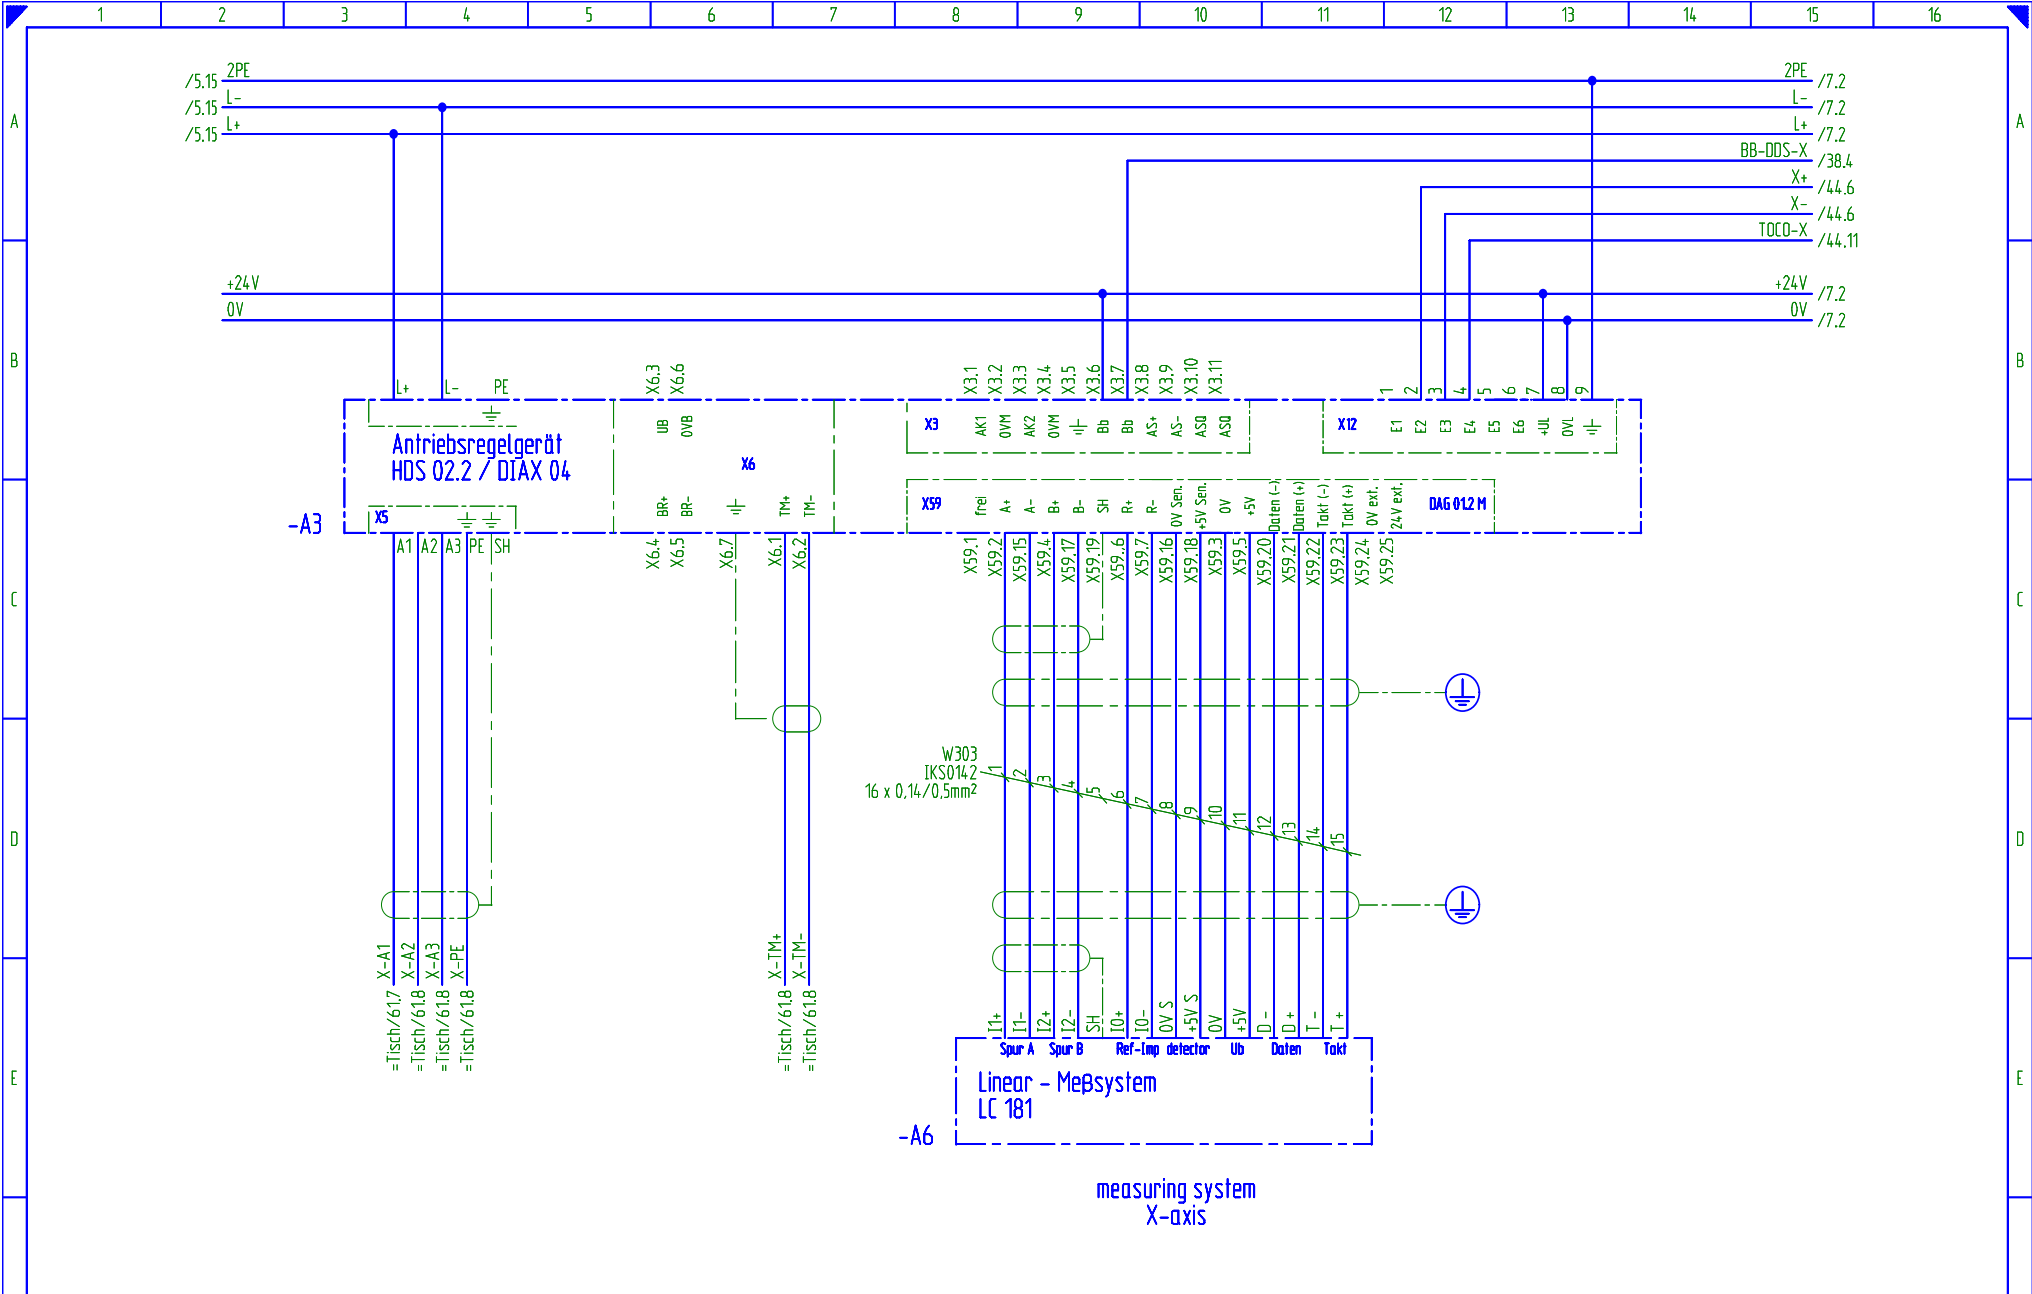 1 2 3 4 5 6 7 8 9 10 11 12 13 14 15 16
2PE 2PE
/5.15 /7.2
L- L-
/5.15 /7.2
A L+ L+ A
/5.15 /7.2
BB-DDS-X
/38.4
X+
/44.6
X-
/44.6
TOCO-X
/44.11
+24V +24V
/7.2
0V 0V
/7.2
B B
L+ L- PE X6.3 X6.6 X3.1 X3.2 X3.3 X3.4 X3.5 X3.6 X3.7 X3.8 X3.9 X3.10 X3.11 1 2 3 4 5 6 7 8 9
UB 0VB X3 AK1 0VM AK2 0VM Bb Bb AS+ AS- ASQ ASQ X12 E1 E2 E3 E4 E5 E6 +UL 0VL
Antriebsregelgerät
HDS 02.2 / DIAX 04
X6
X5 BR+ BR- TM+ TM- X59 frei A+ A- B+ B- SH R+ R- 0V Sen. +5V Sen. 0V +5V Daten (-) Daten (+) Takt (-) Takt (+) 0V ext. 24V ext. DAG 01.2 M
-A3
A1 A2 A3 PE SH X6.4 X6.5 X6.7 X6.1 X6.2 X59.1 X59.2 X59.15 X59.4 X59.17 X59.19 X59..6 X59.7 X59.16 X59.18 X59.3 X59.5 X59.20 X59.21 X59.22 X59.23 X59.24 X59.25
C C
W303
IKS0142
16 x 0,14/0,5mm²
1 2 3 4 5 6 7 8 9 10 11 12 13 14 15
D D
X-A1 X-A2 X-A3 X-PE X-TM+ X-TM-
=Tisch/61.7 =Tisch/61.8 =Tisch/61.8 =Tisch/61.8 =Tisch/61.8 =Tisch/61.8
I1+ I1- I2+ I2- SH I0+ I0- 0V S +5V S 0V +5V D - D + T - T +
Spur A Spur B Ref-Imp detector Ub Daten Takt
E E
Linear - Meßsystem
LC 181
-A6
measuring system
X-axis